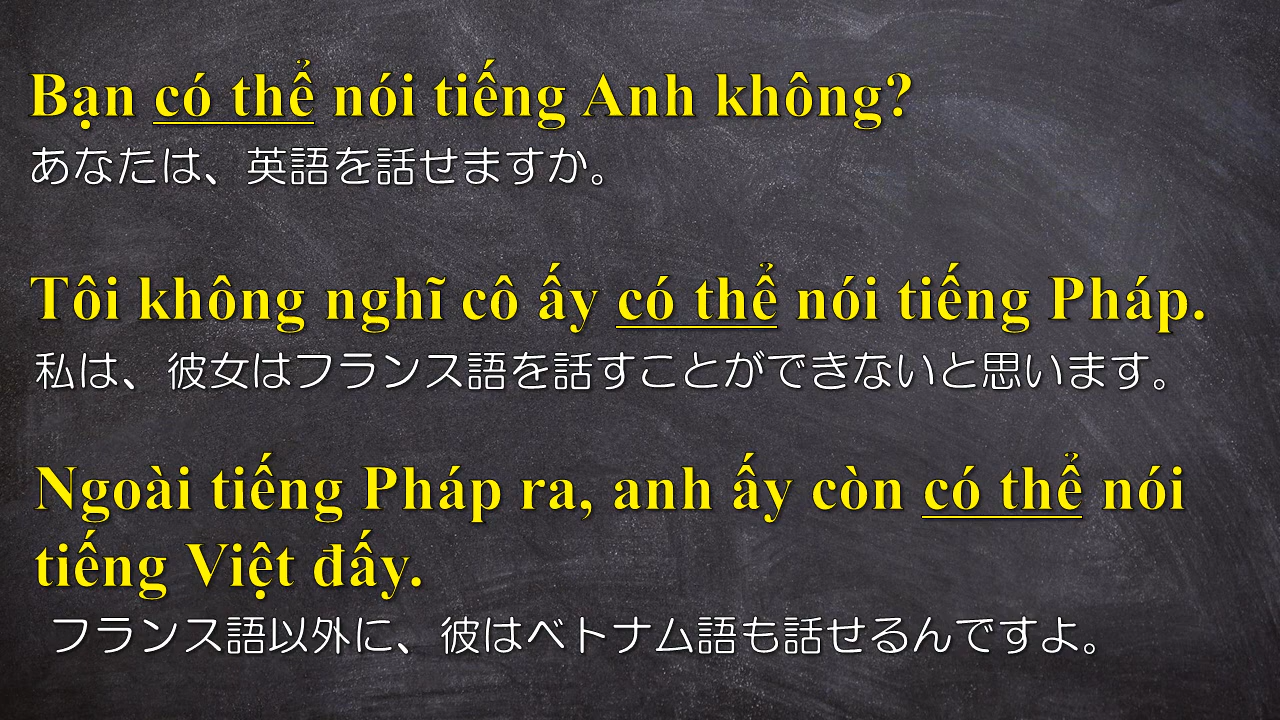 Bạn có thể nói tiếng Anh không?
あなたは、英語を話せますか。
Tôi không nghĩ cô ấy có thể nói tiếng Pháp.
私は、彼女はフランス語を話すことができないと思います。
Ngoài tiếng Pháp ra, anh ấy còn có thể nói
tiếng Việt đấy.
フランス語以外に、彼はベトナム語も話せるんですよ。